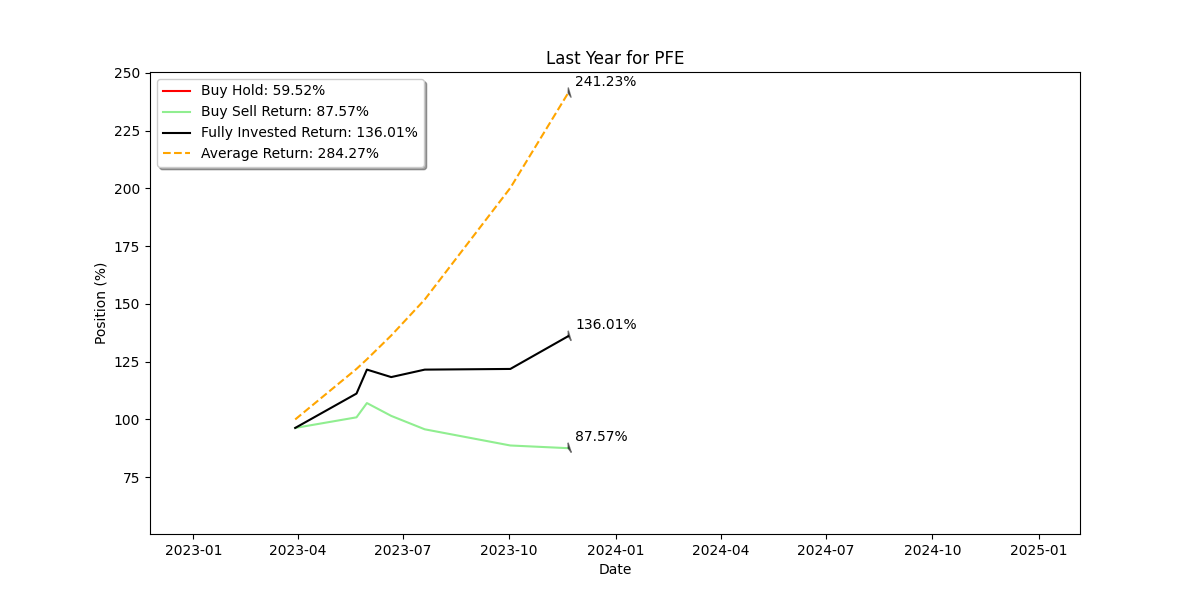 Last Year for PFE
Buy Hold: 59.52%
Buy Sell Return: 87.57%
Fully Invested Return: 136.01%
Average Return: 284.27%
241.23%
136.01%
87.57%
250
225
200
175
150
125
100
75
Position (%)
2023-01 2023-04 2023-07 2023-10 2024-01 2024-04 2024-07 2024-10 2025-01
Date